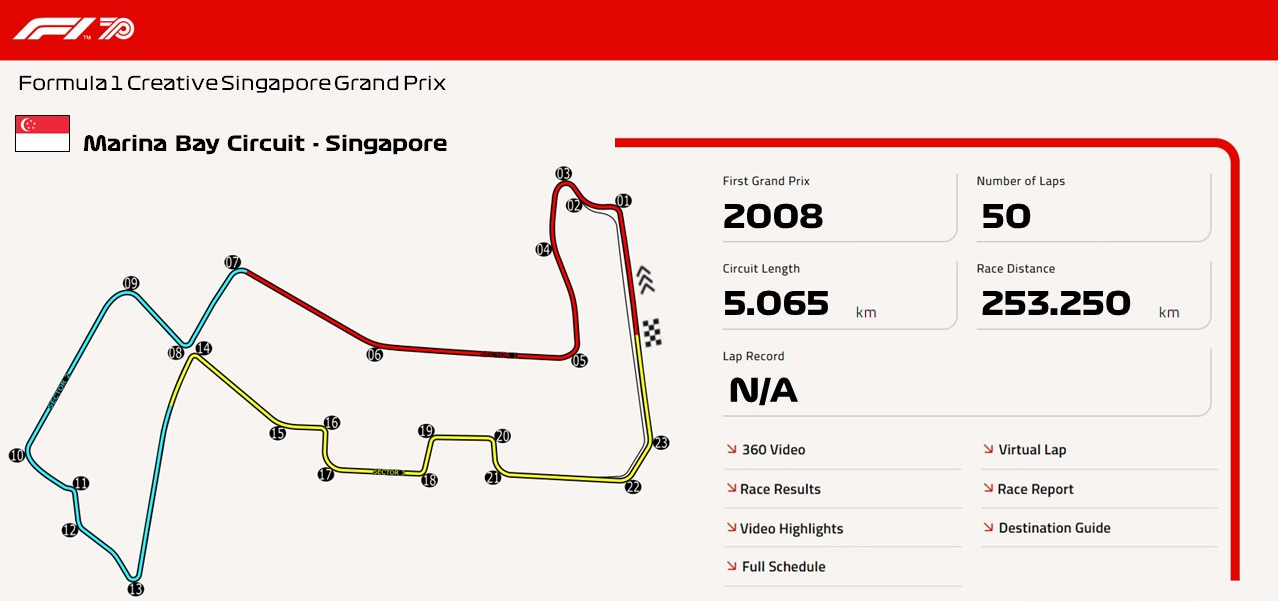 F1 70
TM
Formula 1 Creative Singapore Grand Prix
Marina Bay Circuit - Singapore
First Grand Prix
2008
Number of Laps
50
Circuit Length
5.065 km
Race Distance
253.250 km
Lap Record
N/A
360 Video
Virtual Lap
Race Results
Race Report
Video Highlights
Destination Guide
Full Schedule
03
01
02
04
07
09
06
05
08
14
SECTOR 1
SECTOR 2
16
15
19
20
23
10
11
17
SECTOR 3
18
21
22
12
13